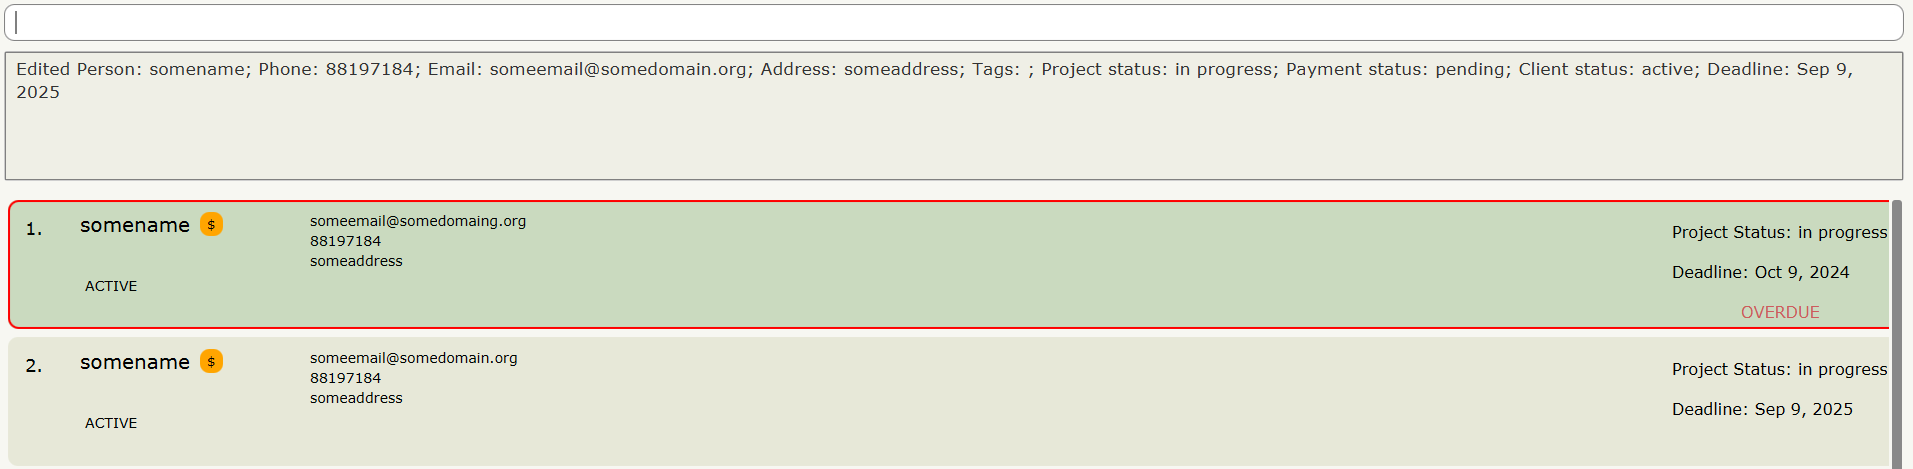 Edited Person: somename; Phone: 88197184; Email: someemail@somedomain.org; Address: someaddress; Tags: ; Project status: in progress; Payment status: pending; Client status: active; Deadline: Sep 9,
2025
1. somename $
someemail@somedomaing.org
88197184
someaddress
ACTIVE
Project Status: in progress
Deadline: Oct 9, 2024
OVERDUE
2. somename $
someemail@somedomain.org
88197184
someaddress
ACTIVE
Project Status: in progress
Deadline: Sep 9, 2025